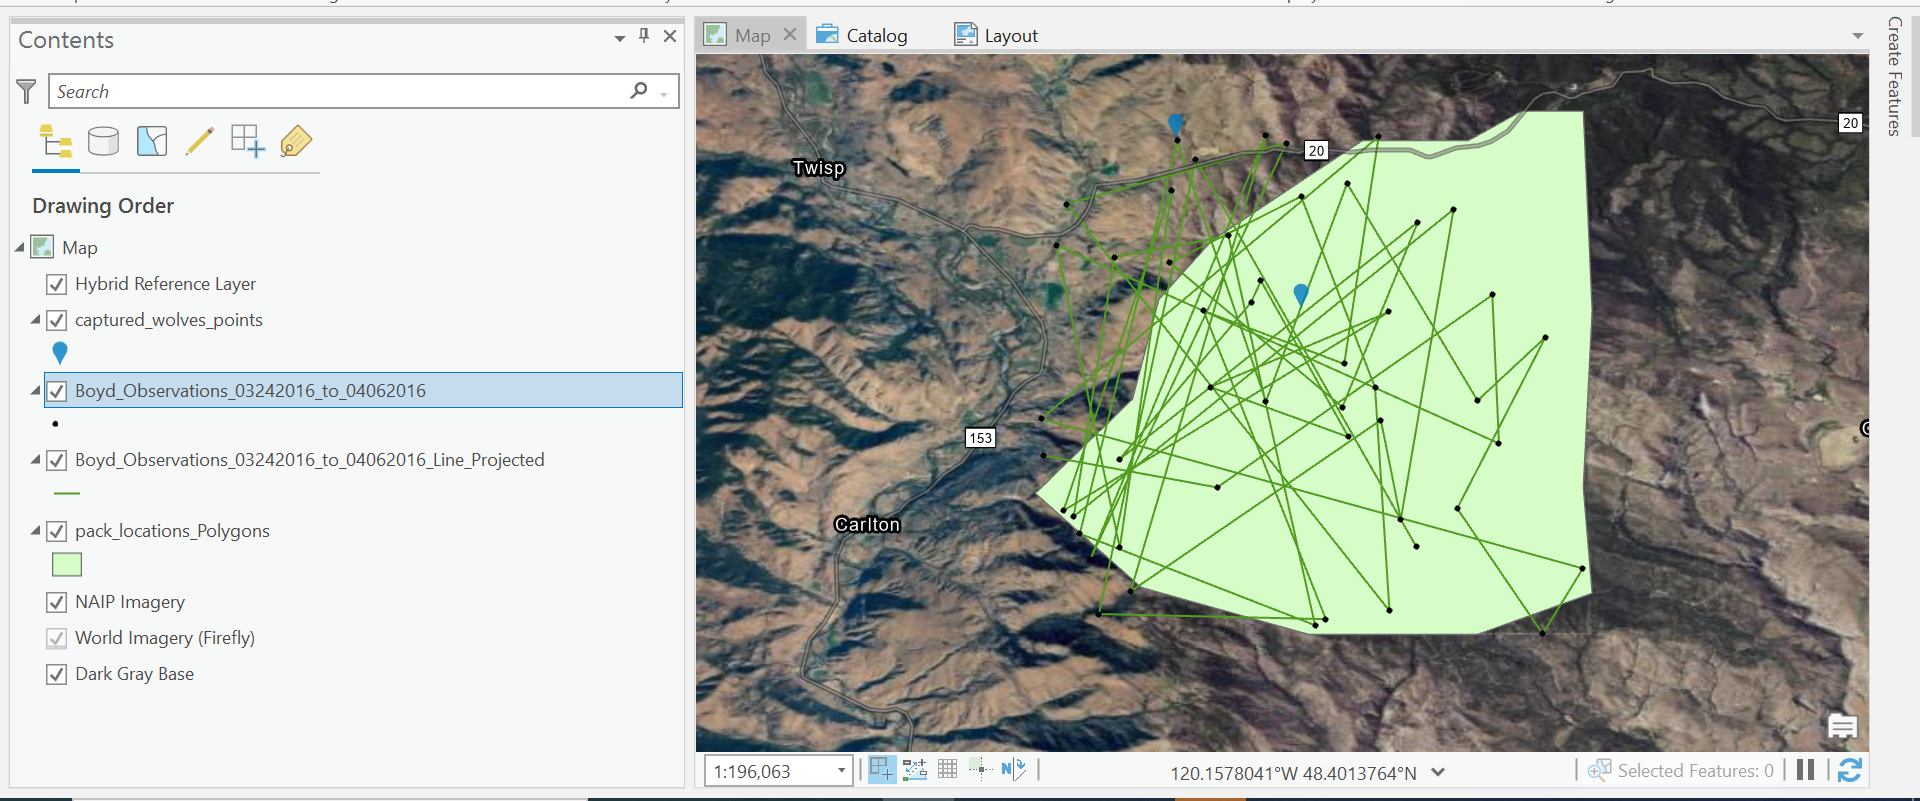 Contents
Search
Drawing Order
Map
Hybrid Reference Layer
captured_wolves_points
Boyd_Observations_03242016_to_04062016
Boyd_Observations_03242016_to_04062016_Line_Projected
pack_locations_Polygons
NAIP Imagery
World Imagery (Firefly)
Dark Gray Base
Map
Catalog
Layout
Create Features
20
20
Twisp
153
Carlton
1:196,063
N
120.1578041°W 48.4013764°N
Selected Features: 0